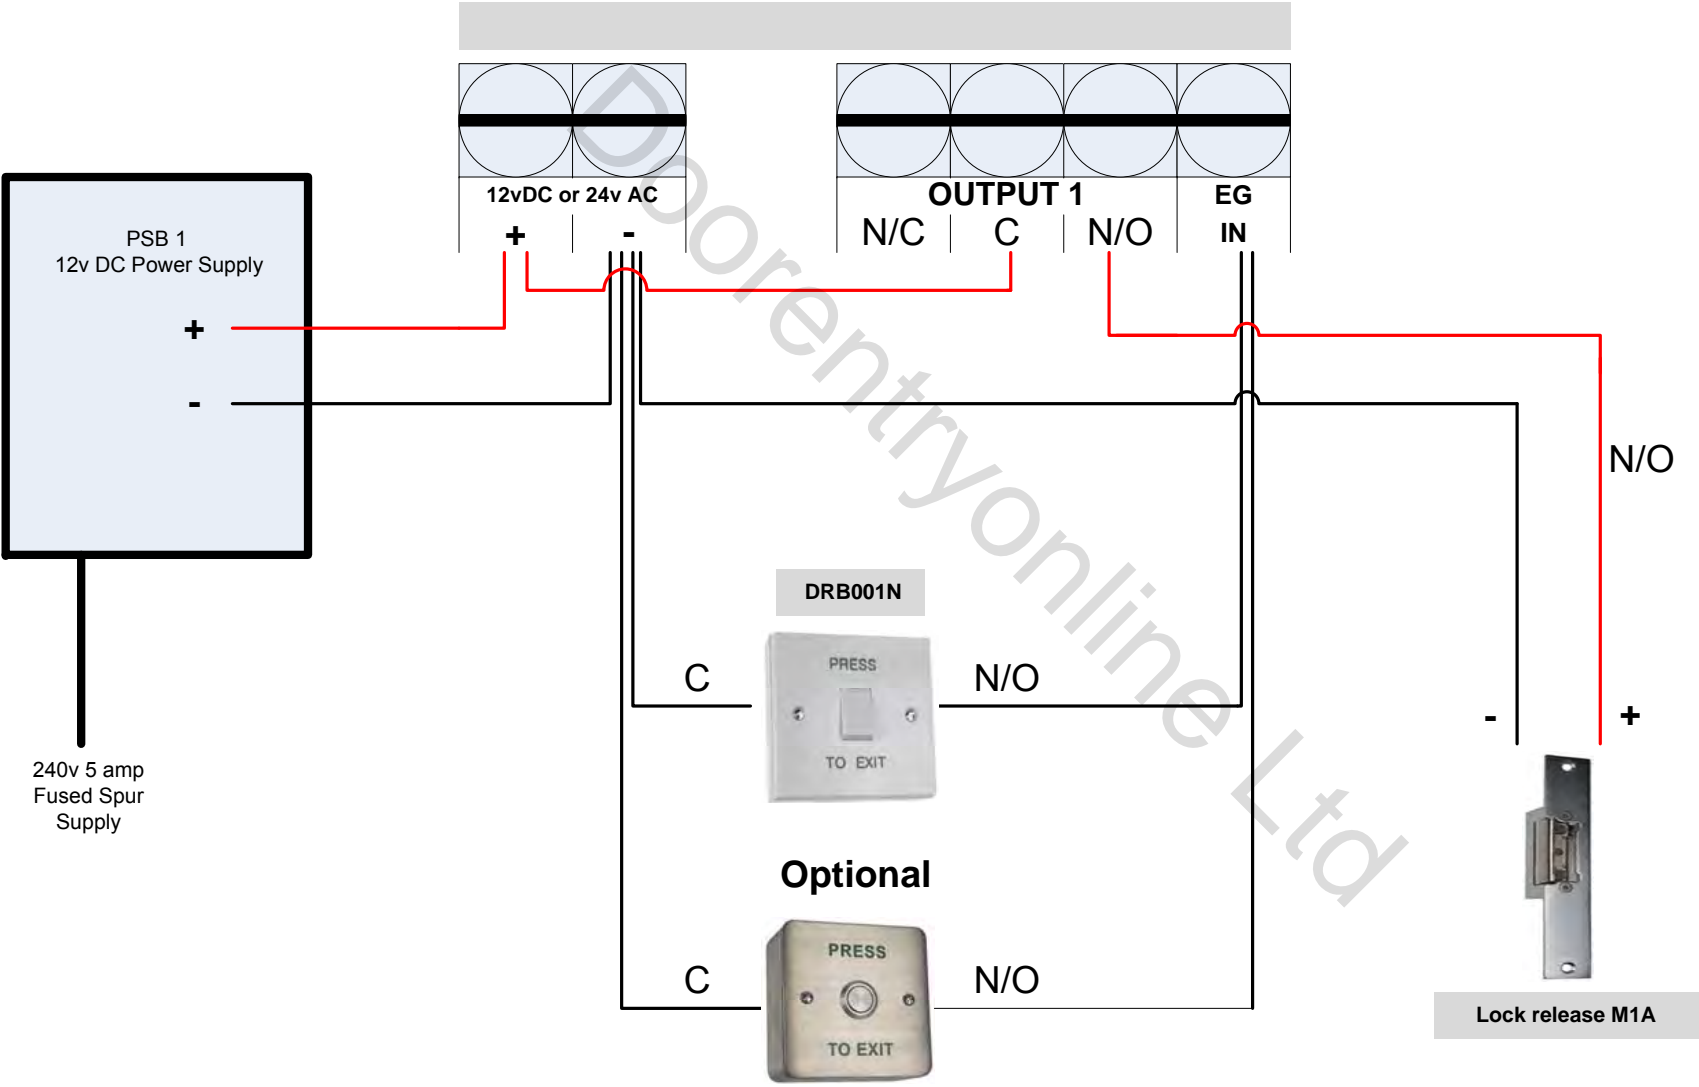 12vDC or 24v AC
+
-
OUTPUT 1
N/C
C
N/O
EG
IN
PSB 1
12v DC Power Supply
+
-
240v 5 amp
Fused Spur
Supply
N/O
DRB001N
C
PRESS
TO EXIT
N/O
-
+
Optional
C
PRESS
TO EXIT
N/O
Lock release M1A
Doorentryonline Ltd